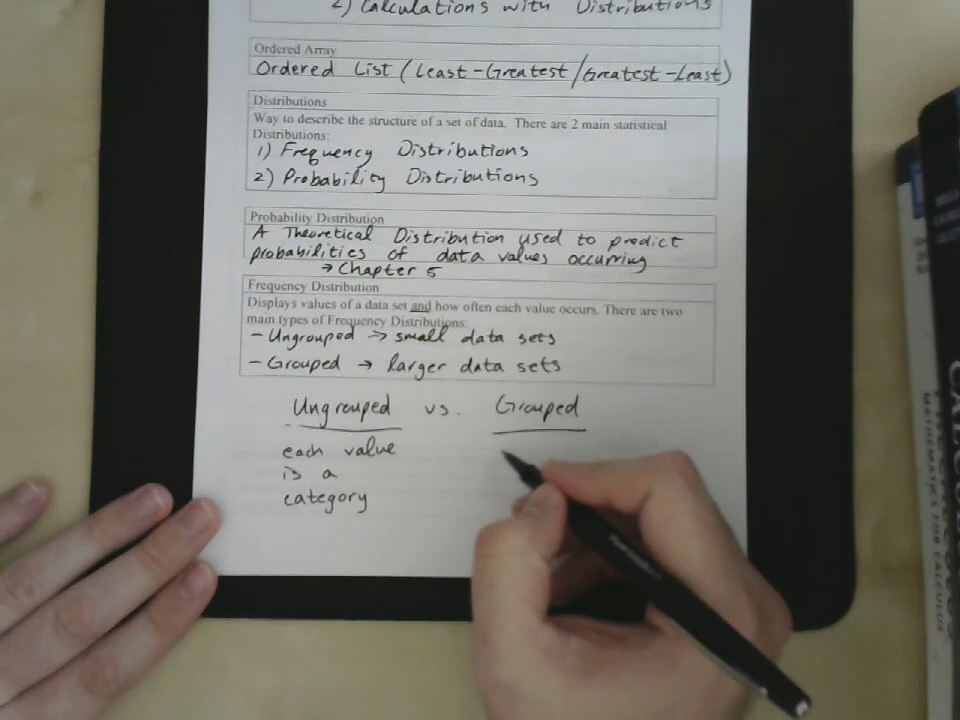 2) Calculations with Distributions
Ordered Array
Ordered List (Least-Greatest/Greatest-Least)
Distributions
Way to describe the structure of a set of data. There are 2 main statistical
Distributions:
1) Frequency Distributions
2) Probability Distributions
Probability Distribution
A Theoretical Distribution used to predict
probabilities of data values occurring
→ Chapter 5
Frequency Distribution
Displays values of a data set and how often each value occurs. There are two
main types of Frequency Distributions:
- Ungrouped → small data sets
- Grouped → larger data sets
Ungrouped vs. Grouped
each value
is a
category
CALCULUS
MATHEMATICS FOR CALCULUS